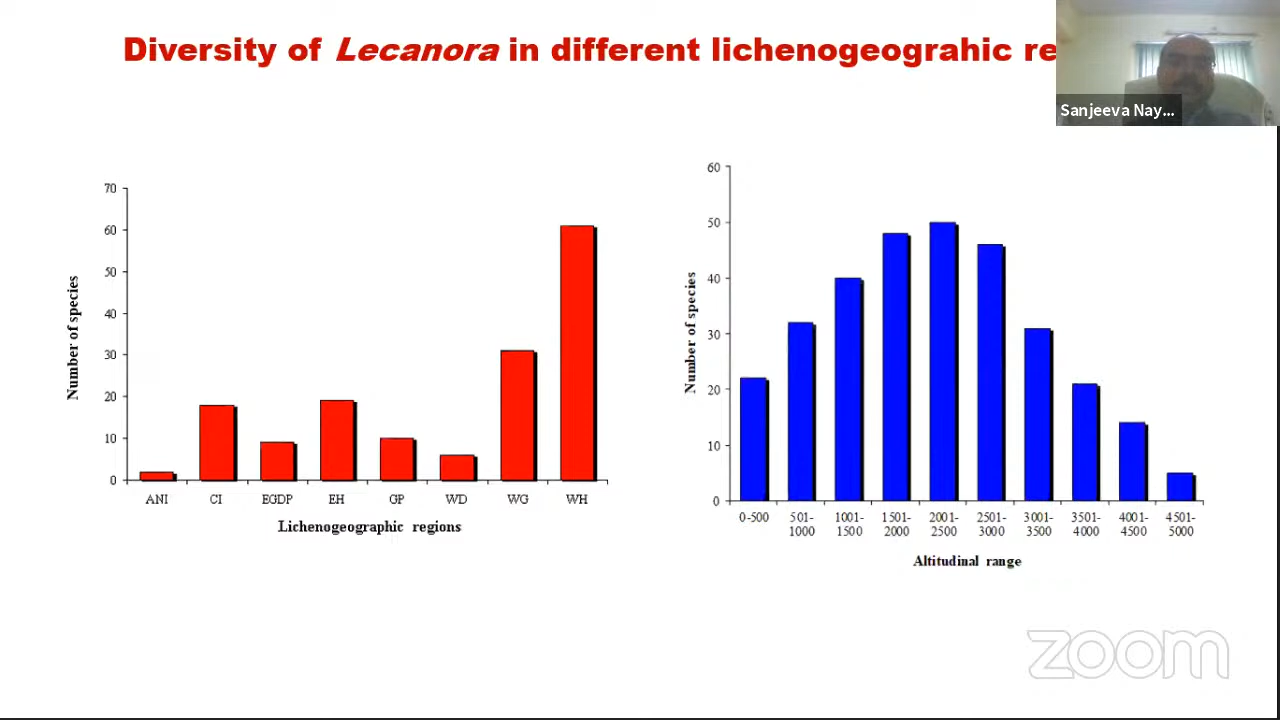 Diversity of Lecanora in different lichenogeograhic re
Sanjeeva Nay...
70
60
50
40
30
20
10
0
Number of species
ANI CI EGDP EH GP WD WG WH
Lichenogeographic regions
60
50
40
30
20
10
0
Number of species
0-500 501- 1001- 1501- 2001- 2501- 3001- 3501- 4001- 4501-
1000 1500 2000 2500 3000 3500 4000 4500 5000
Altitudinal range
zoom